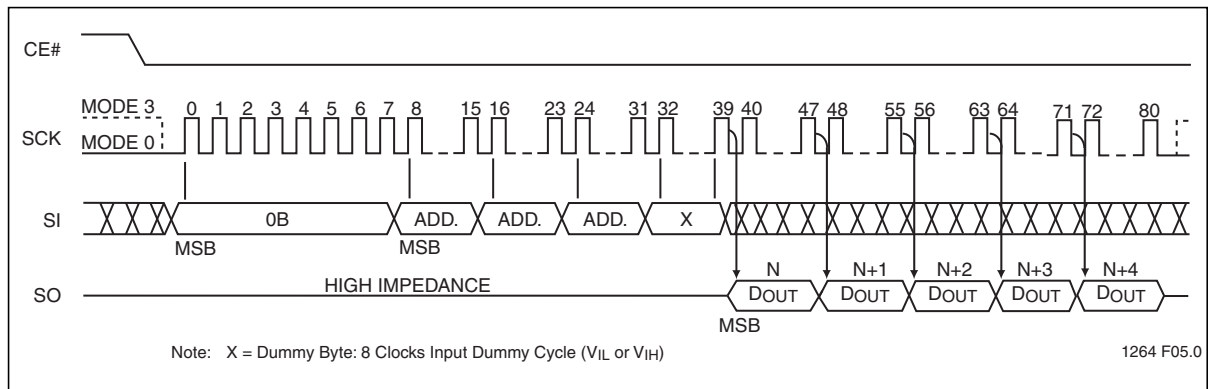 CE#
MODE 3
0 1 2 3 4 5 6 7 8 15 16 23 24 31 32 39 40 47 48 55 56 63 64 71 72 80
SCK
MODE 0
SI
0B
ADD.
ADD.
ADD.
X
MSB
MSB
N
N+1
N+2
N+3
N+4
SO
HIGH IMPEDANCE
DOUT
DOUT
DOUT
DOUT
DOUT
MSB
Note: X = Dummy Byte: 8 Clocks Input Dummy Cycle (VIL or VIH)
1264 F05.0